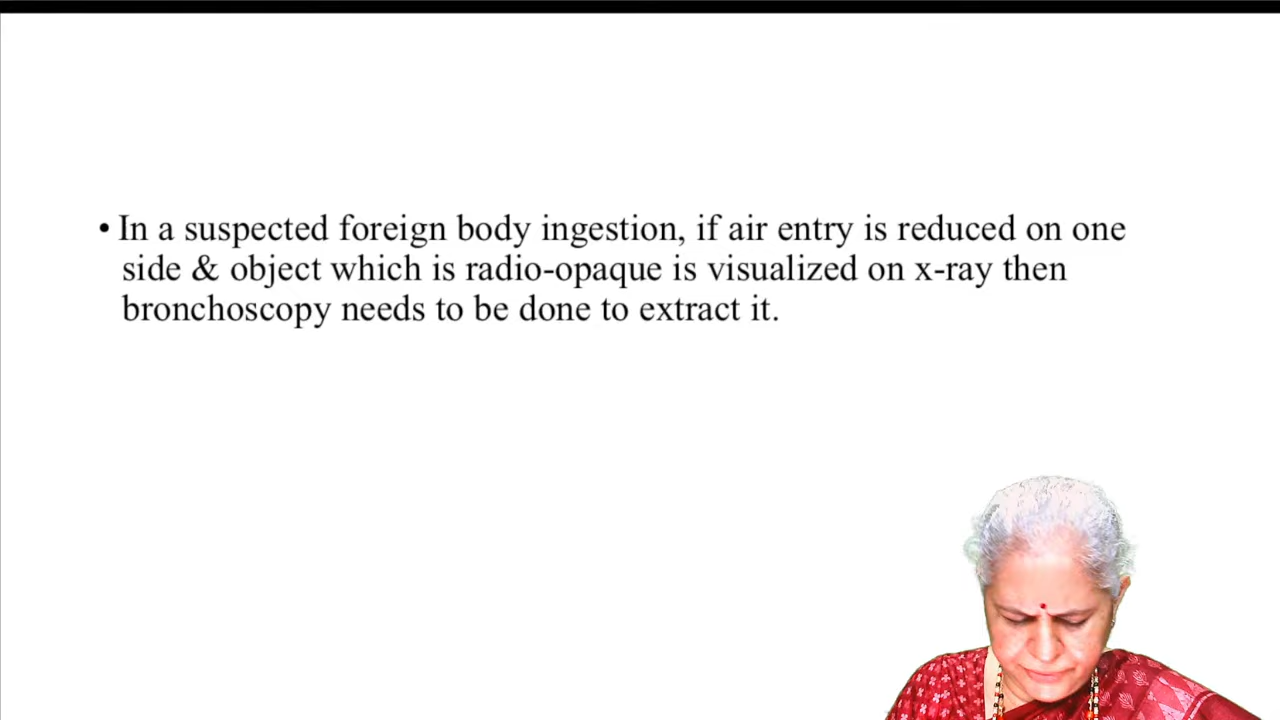 • In a suspected foreign body ingestion, if air entry is reduced on one
side & object which is radio-opaque is visualized on x-ray then
bronchoscopy needs to be done to extract it.